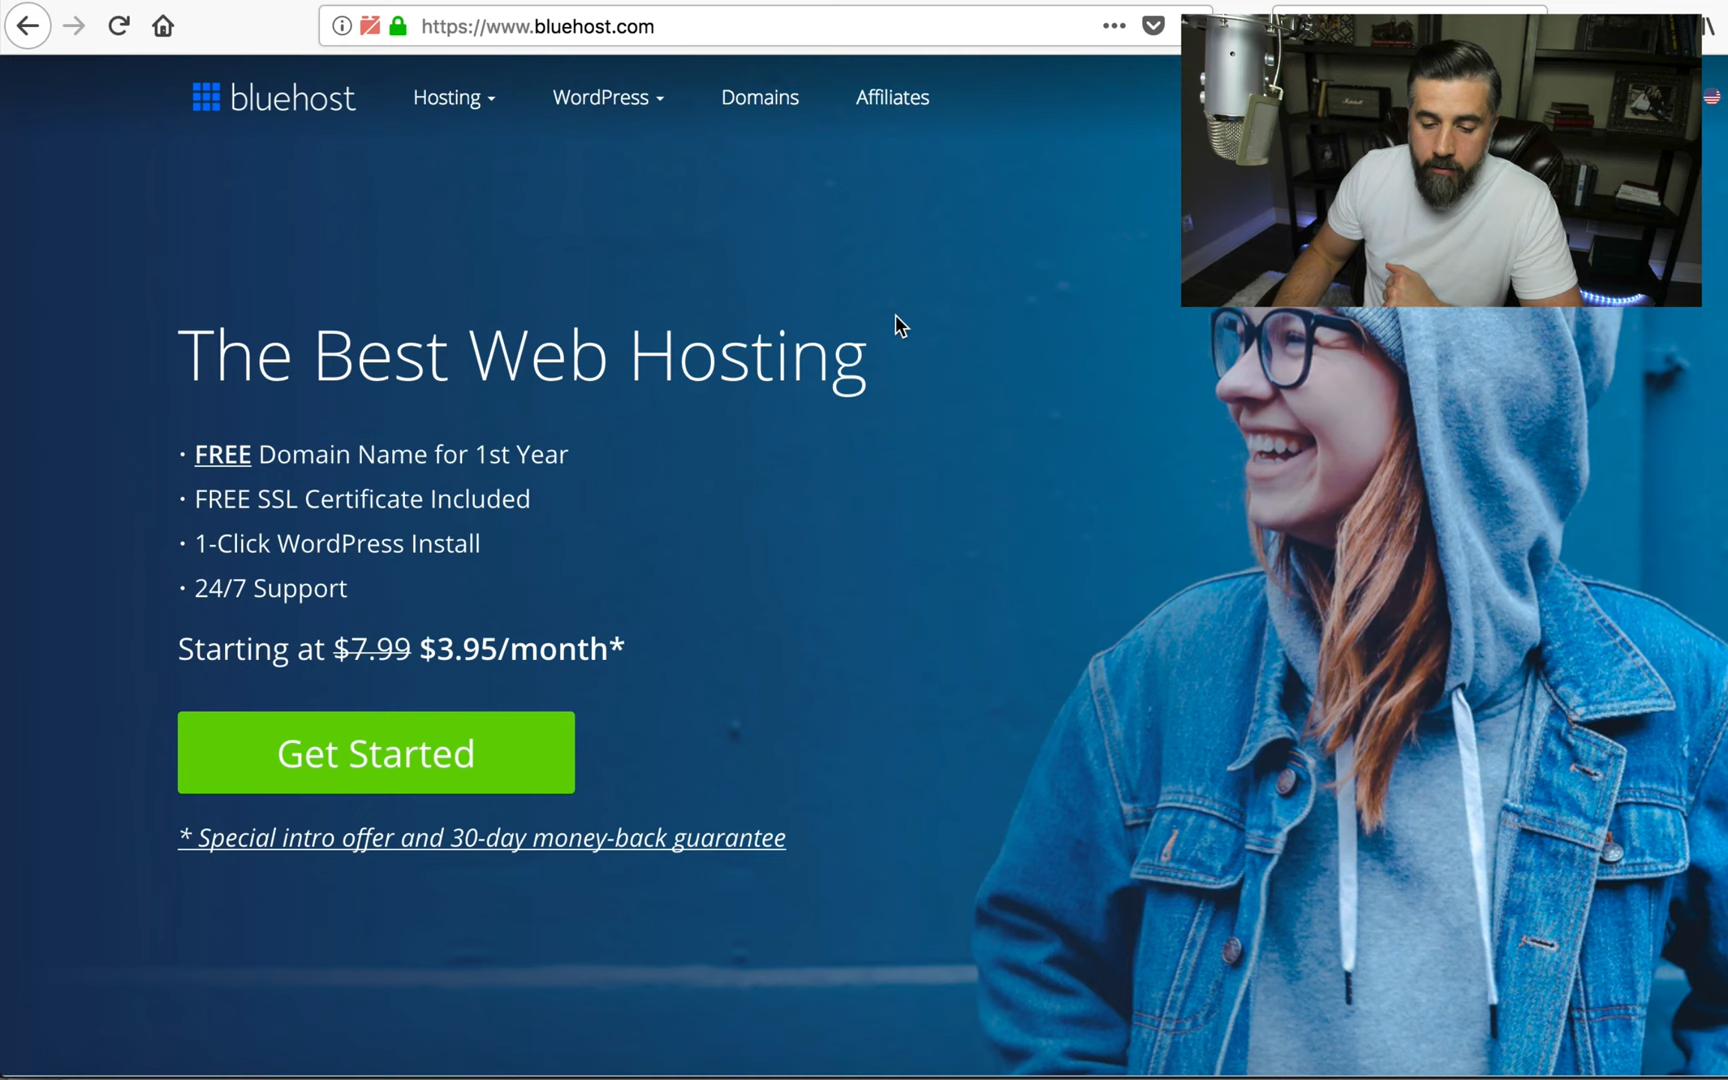 https://www.bluehost.com
bluehost
Hosting
WordPress
Domains
Affiliates
The Best Web Hosting
· FREE Domain Name for 1st Year
· FREE SSL Certificate Included
· 1-Click WordPress Install
· 24/7 Support
Starting at $7.99 $3.95/month*
Get Started
* Special intro offer and 30-day money-back guarantee